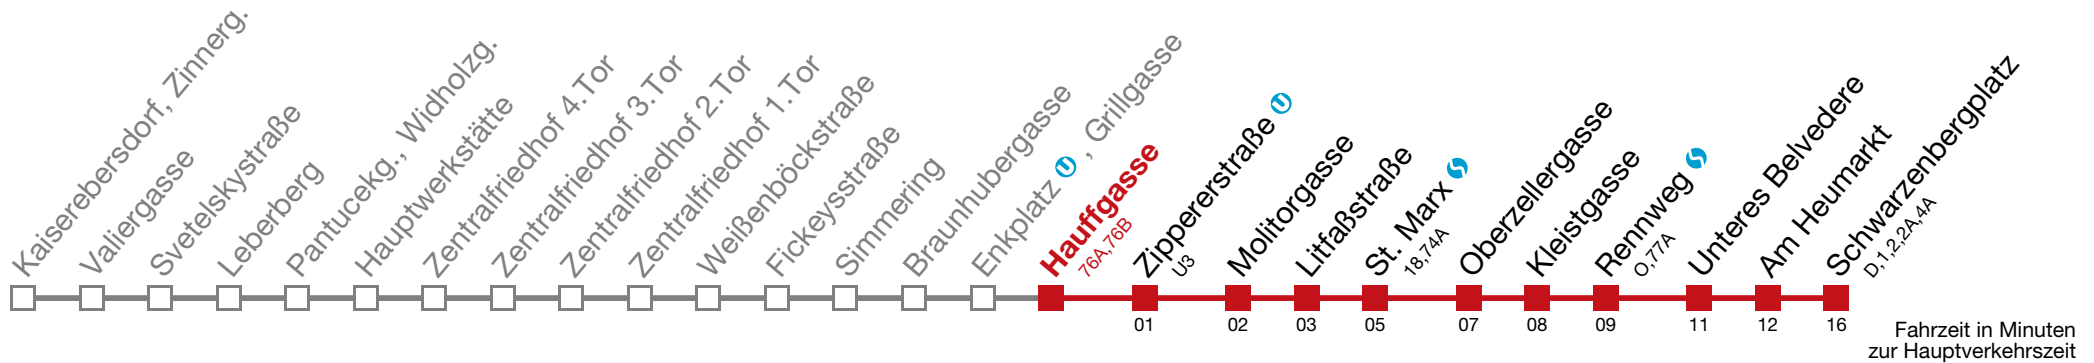 Kaiserebersdorf, Zinnerg.
Valiergasse
Svetelskystraße
Leberberg
Pantucekg., Widholzg.
Hauptwerkstätte
Zentralfriedhof 4.Tor
Zentralfriedhof 3.Tor
Zentralfriedhof 2.Tor
Zentralfriedhof 1.Tor
Weißenböckstraße
Fickeysstraße
Simmering
Braunhubergasse
Enkplatz U, Grillgasse
Hauffgasse
76A,76B
Zippererstraße U
U3
Molitorgasse
Litfaßstraße
St. Marx S
18,74A
Oberzellergasse
Kleistgasse
Rennweg S
O,77A
Unteres Belvedere
Am Heumarkt
Schwarzenbergplatz
D,1,2,2A,4A
01 02 03 05 07 08 09 11 12 16
Fahrzeit in Minuten
zur Hauptverkehrszeit